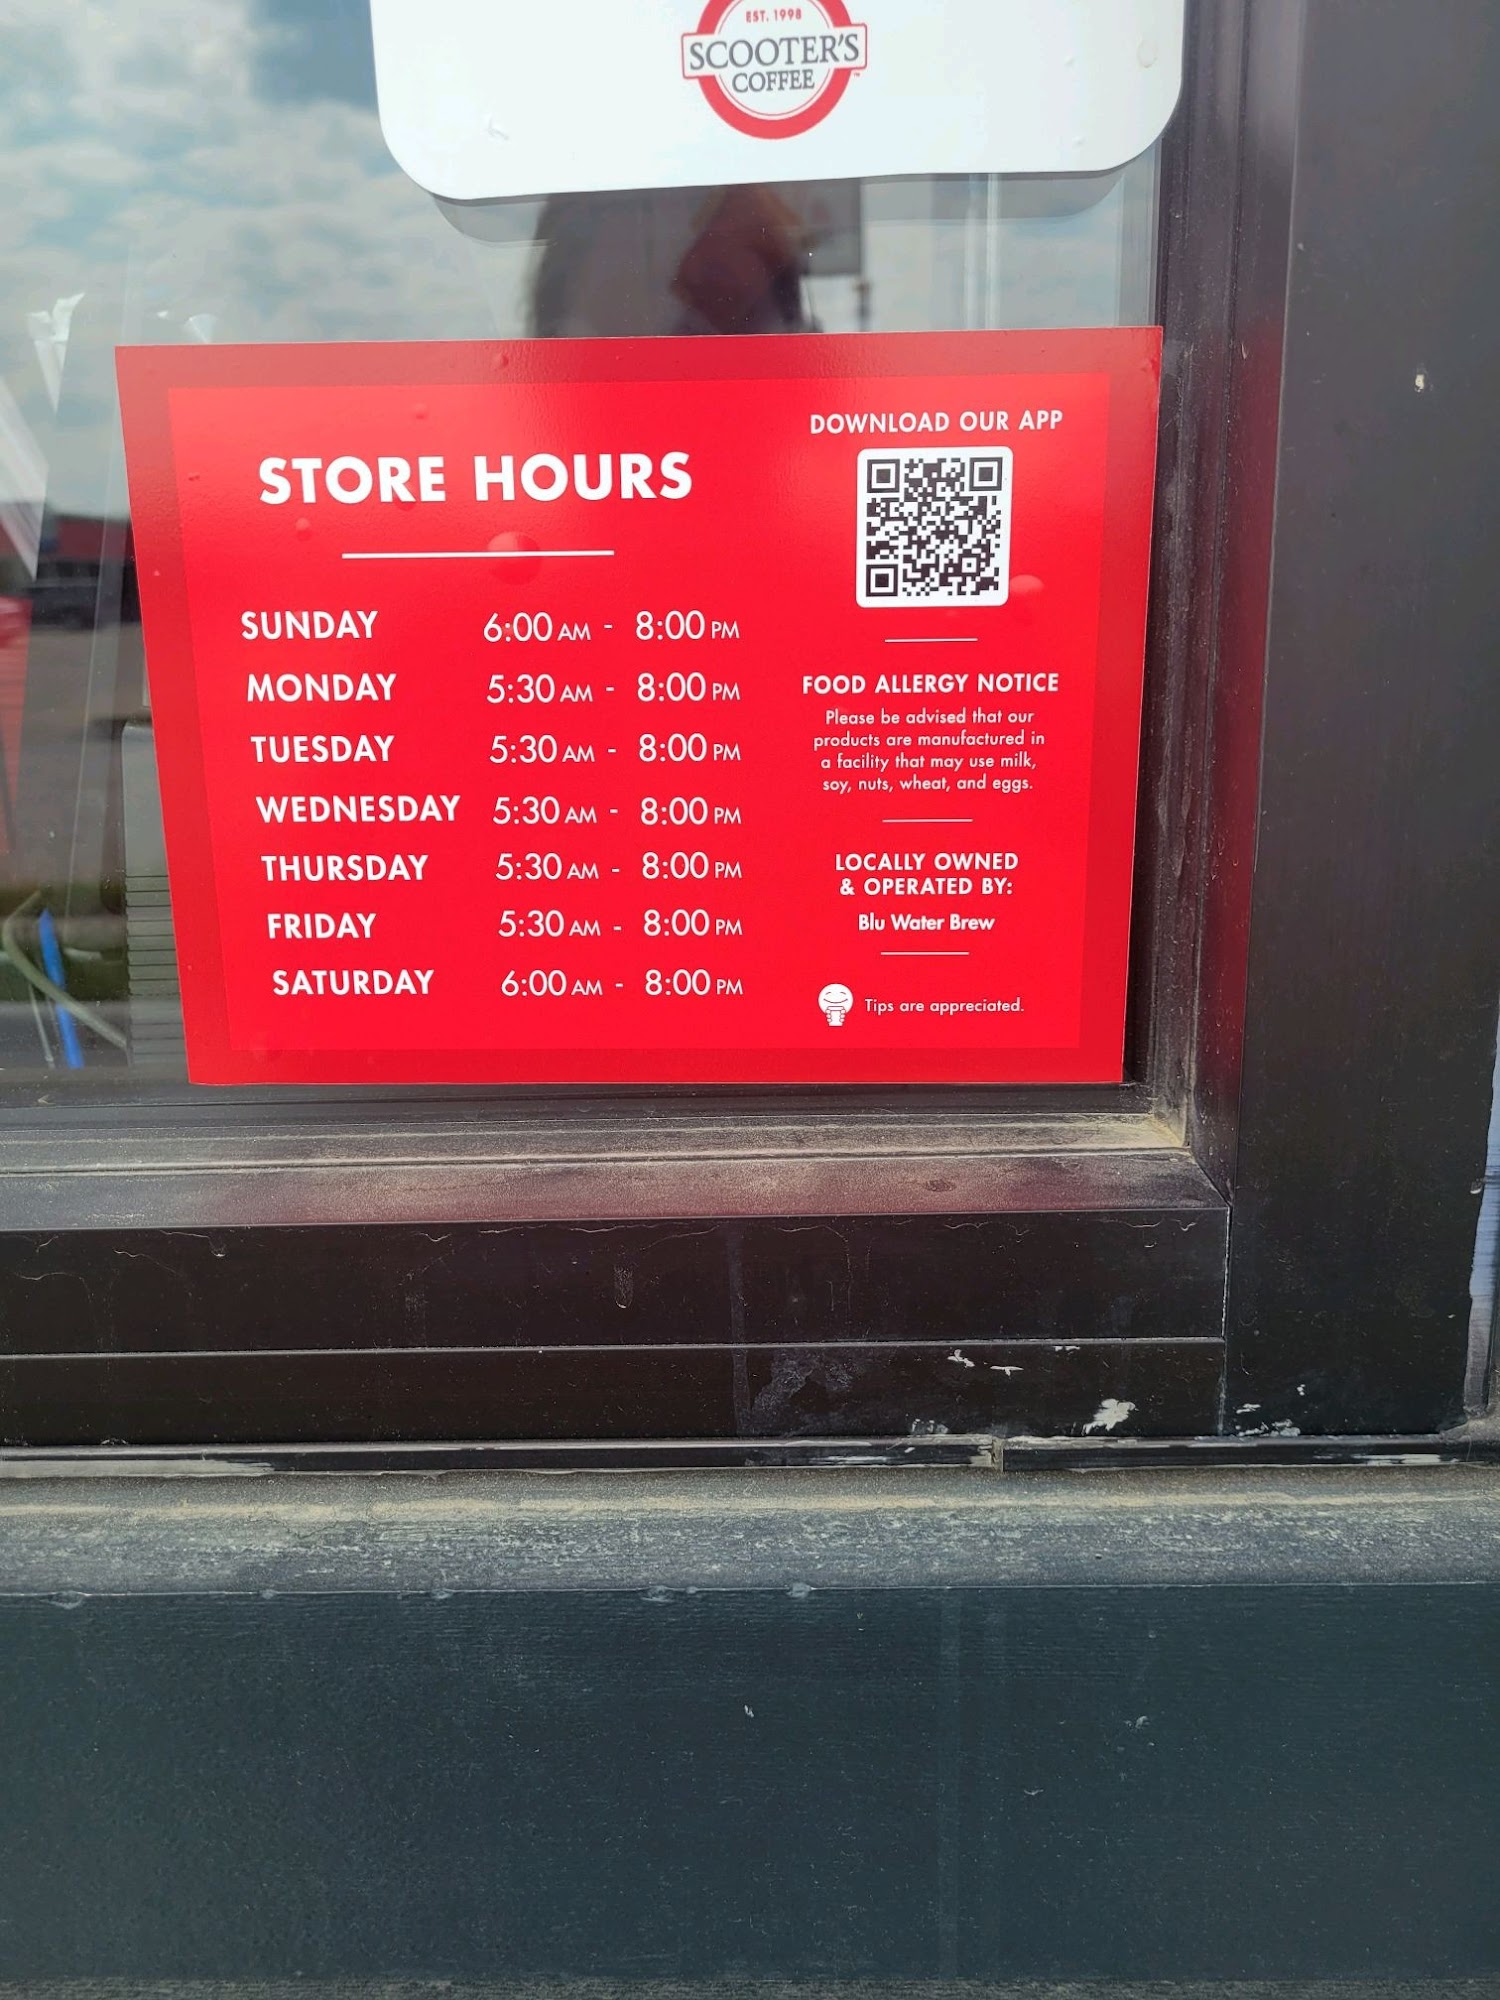 EST. 1998
SCOOTER'S
COFFEE™
STORE HOURS
SUNDAY 6:00 AM - 8:00 PM
MONDAY 5:30 AM - 8:00 PM
TUESDAY 5:30 AM - 8:00 PM
WEDNESDAY 5:30 AM - 8:00 PM
THURSDAY 5:30 AM - 8:00 PM
FRIDAY 5:30 AM - 8:00 PM
SATURDAY 6:00 AM - 8:00 PM
DOWNLOAD OUR APP
FOOD ALLERGY NOTICE
Please be advised that our
products are manufactured in
a facility that may use milk,
soy, nuts, wheat, and eggs.
LOCALLY OWNED
& OPERATED BY:
Blu Water Brew
Tips are appreciated.